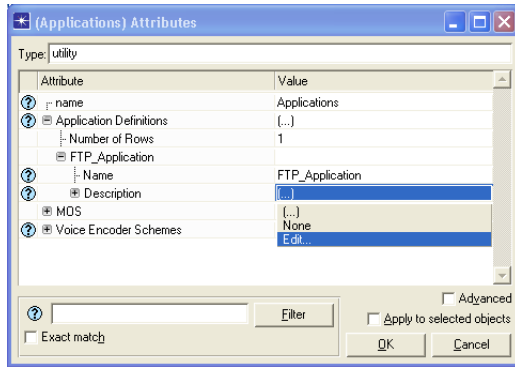 (Applications) Attributes
Type: utility
Attribute Value
name Applications
Application Definitions (...)
Number of Rows 1
FTP_Application
Name FTP_Application
Description (...)
MOS (...)
None
Voice Encoder Schemes Edit...
Advanced
Filter Apply to selected objects
Exact match OK Cancel